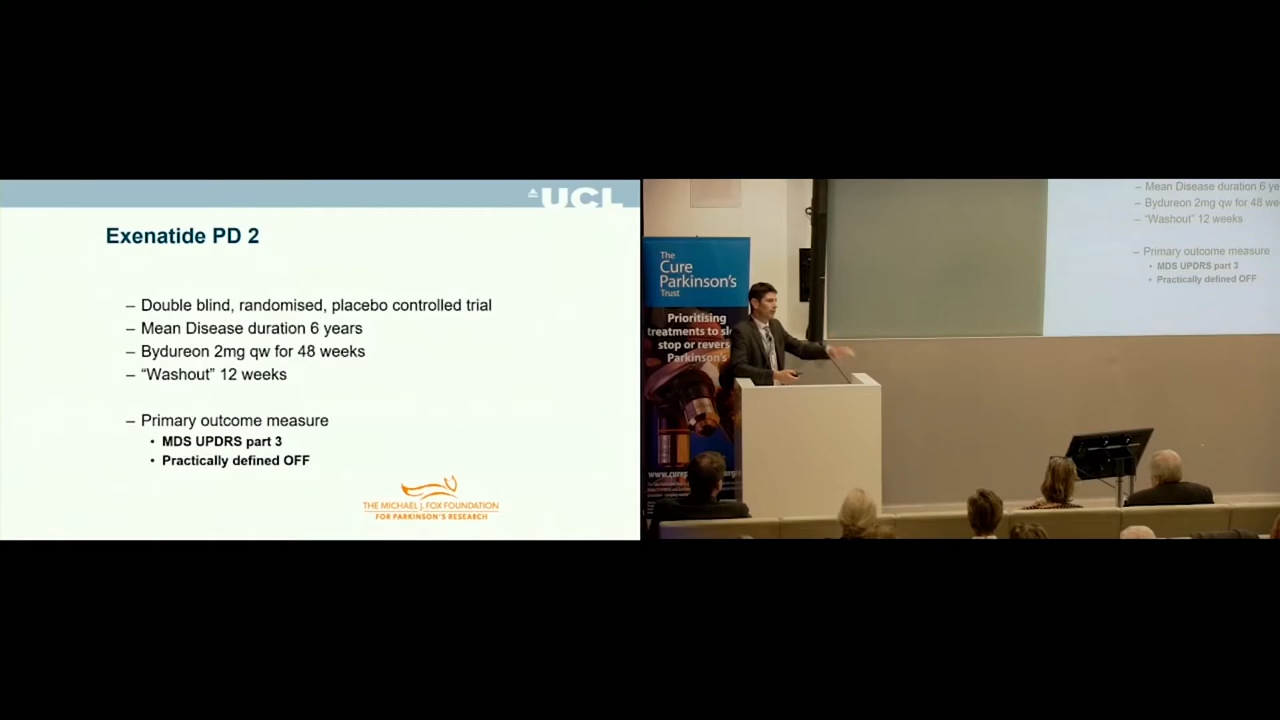 UCL
Exenatide PD 2
– Double blind, randomised, placebo controlled trial
– Mean Disease duration 6 years
– Bydureon 2mg qw for 48 weeks
– “Washout” 12 weeks
– Primary outcome measure
• MDS UPDRS part 3
• Practically defined OFF
THE MICHAEL J. FOX FOUNDATION
FOR PARKINSON'S RESEARCH
The
Cure
Parkinson's
Trust
Prioritising
treatments to
stop or revers
Parkinson's
– Mean Disease duration 6 ye
– Bydureon 2mg qw for 48 we
– “Washout” 12 weeks
– Primary outcome measure
• MDS UPDRS part 3
• Practically defined OFF